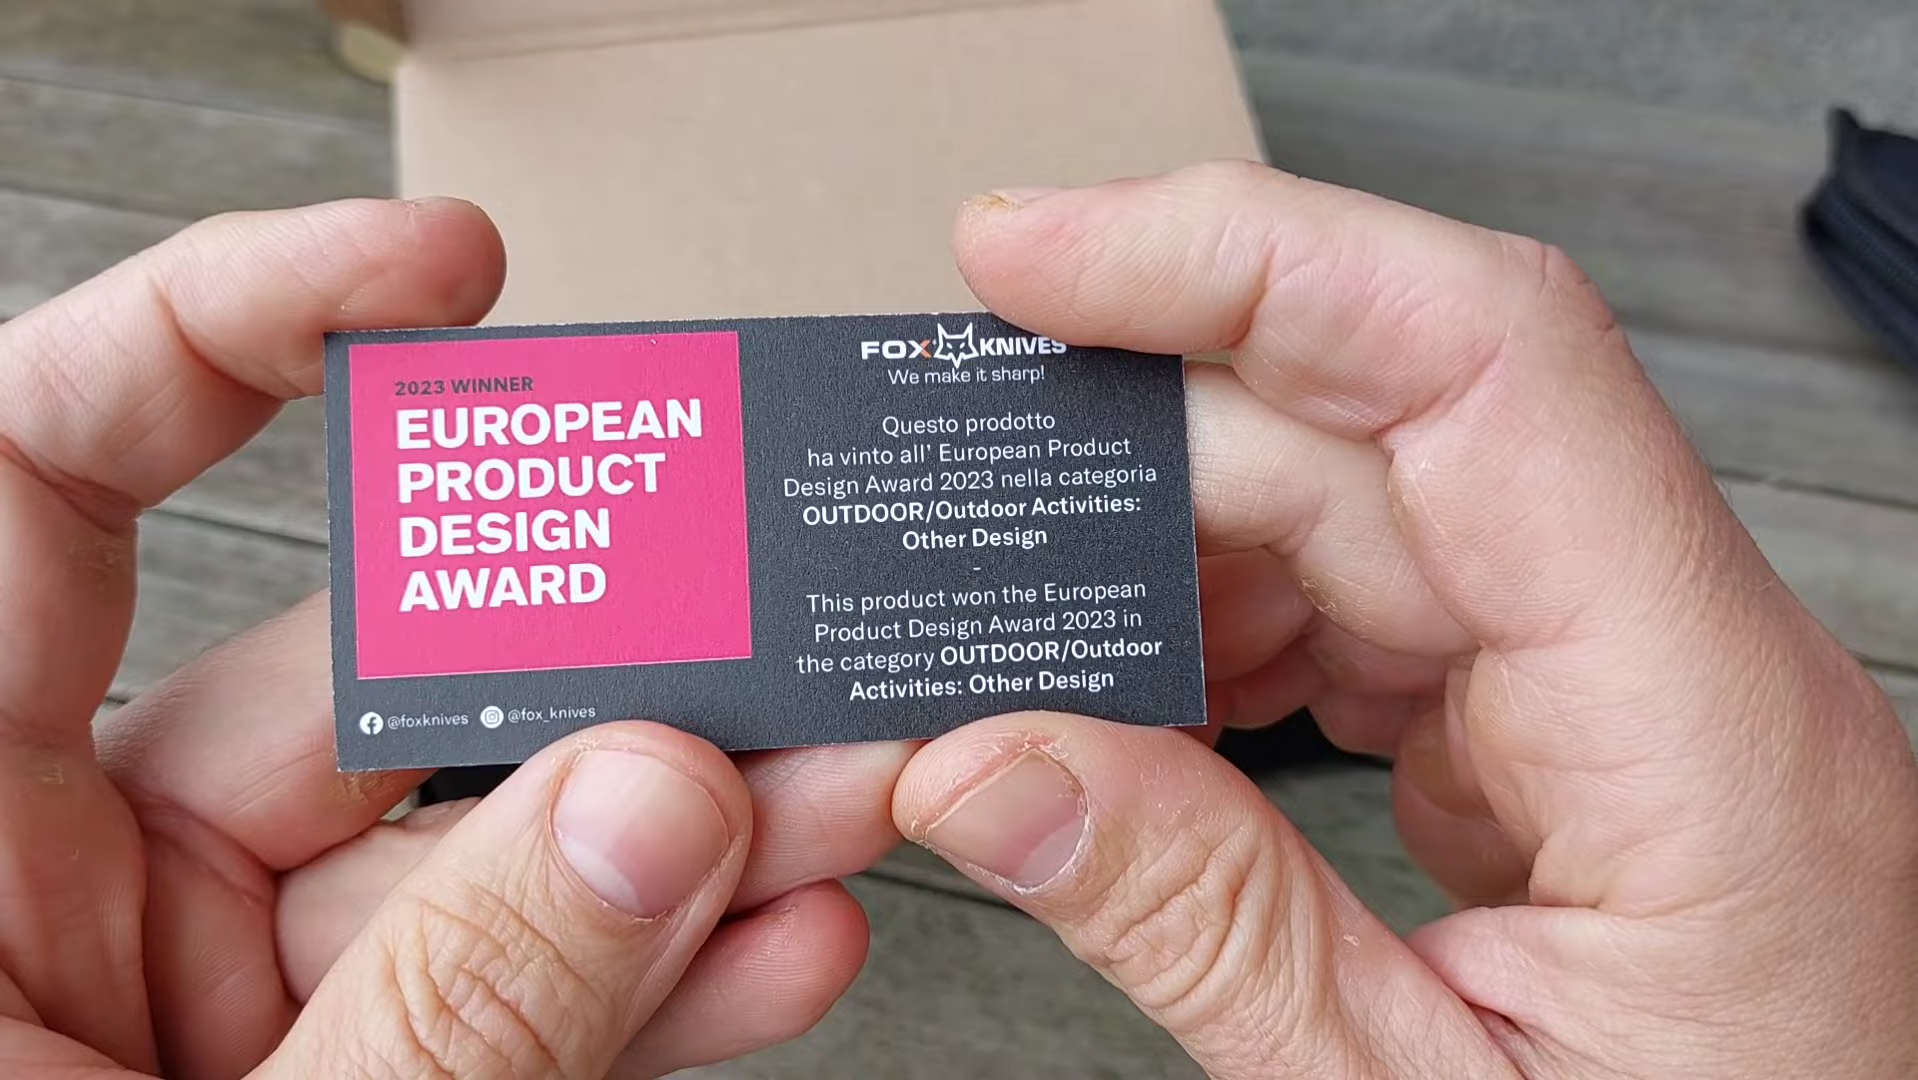 2023 WINNER
EUROPEAN
PRODUCT
DESIGN
AWARD
@foxknives @fox_knives
FOX KNIVES
We make it sharp!
Questo prodotto
ha vinto all' European Product
Design Award 2023 nella categoria
OUTDOOR/Outdoor Activities:
Other Design
-
This product won the European
Product Design Award 2023 in
the category OUTDOOR/Outdoor
Activities: Other Design